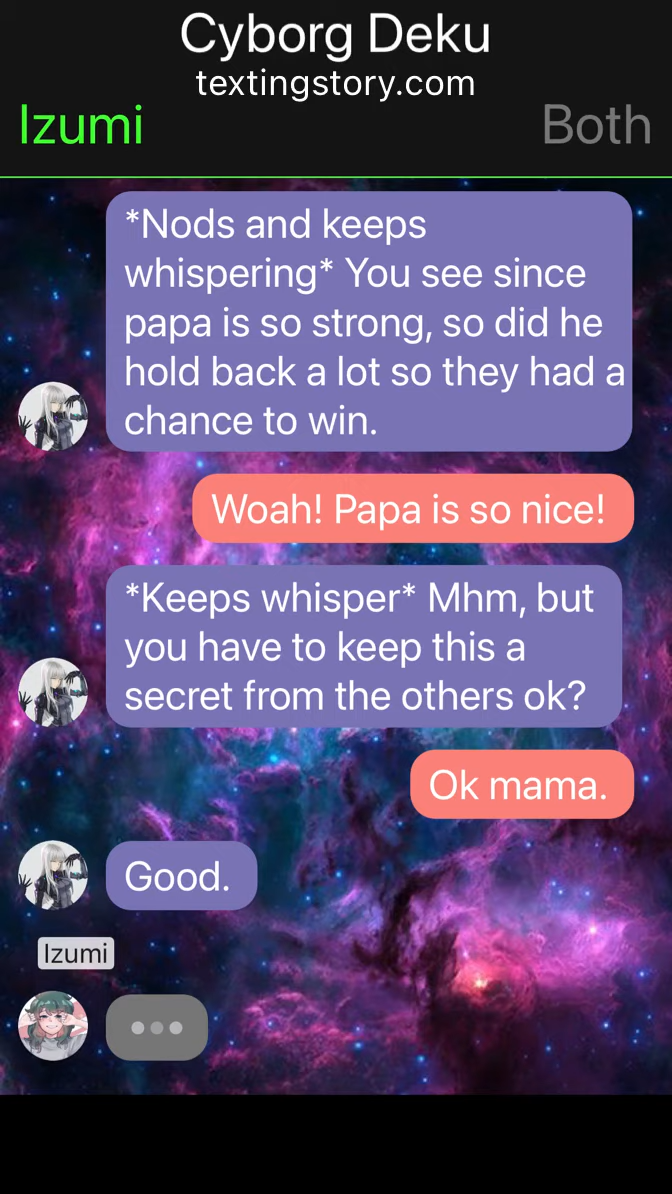 Cyborg Deku
textingstory.com
Izumi
Both
*Nods and keeps
whispering* You see since
papa is so strong, so did he
hold back a lot so they had a
chance to win.
Woah! Papa is so nice!
*Keeps whisper* Mhm, but
you have to keep this a
secret from the others ok?
Ok mama.
Good.
Izumi